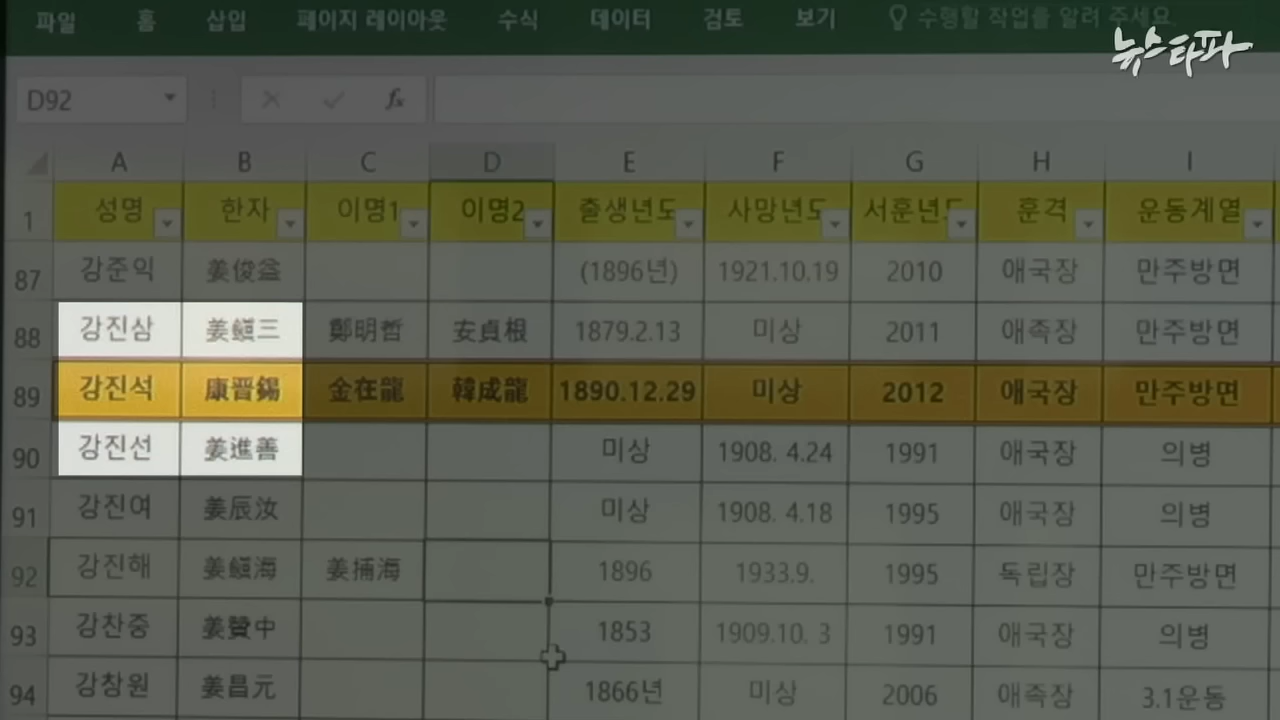 파일 홈 삽입 페이지 레이아웃 수식 데이터 검토 보기 수행할 작업을 알려 주세요.
뉴스타파
D92 fx
A B C D E F G H I
1 성명 한자 이명1 이명2 출생년도 사망년도 서훈년도 훈격 운동계열
87 강준익 姜俊益 (1896년) 1921.10.19 2010 애국장 만주방면
88 강진삼 姜鎭三 鄭明哲 安貞根 1879.2.13 미상 2011 애족장 만주방면
89 강진석 康晋錫 金在龍 韓成龍 1890.12.29 미상 2012 애국장 만주방면
90 강진선 姜進善 미상 1908. 4.24 1991 애국장 의병
91 강진여 姜辰汝 미상 1908. 4.18 1995 애국장 의병
92 강진해 姜鎭海 姜捕海 1896 1933.9. 1995 독립장 만주방면
93 강찬중 姜贊中 1853 1909.10. 3 1991 애국장 의병
94 강창원 姜昌元 1866년 미상 2006 애족장 3.1운동